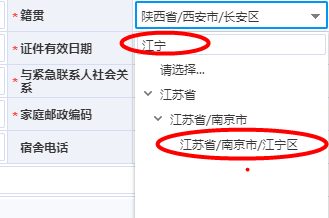 * 籍贯 陕西省/西安市/长安区
* 证件有效日期 江宁
请选择...
* 与紧急联系人社会关系
江苏省
* 家庭邮政编码 江苏省/南京市
宿舍电话 江苏省/南京市/江宁区